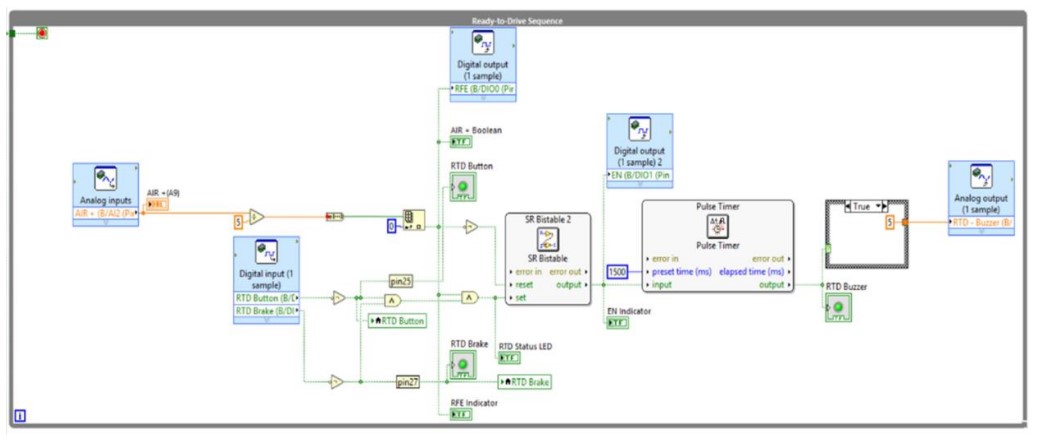 Ready-to-Drive Sequence
Digital output
(1 sample)
RFE (B/DIO0 (Pir
AIR + Boolean
TF
RTD Button
Digital output
(1 sample) 2
EN (B/DIO1 (Pin
Analog inputs
AIR + (B/AI2 (Pi
AIR +(A9)
DBL
5
0
Digital input (1
sample)
RTD Button (B/D
RTD Brake (B/DI
pin25
RTD Button
SR Bistable 2
SR Bistable
error in
error out
reset
output
set
Pulse Timer
Pulse Timer
error in
error out
1500
preset time (ms)
elapsed time (ms)
input
output
True
5
Analog output
(1 sample)
RTD - Buzzer (B/
RTD Buzzer
EN Indicator
TF
RTD Brake
RTD Status LED
TF
pin27
RTD Brake
RFE Indicator
TF
i